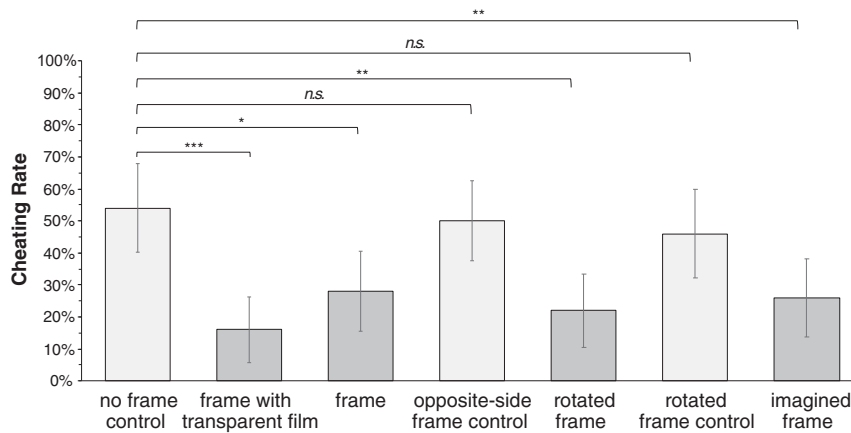 **
n.s.
100%
**
90%
n.s.
80%
*
70%
***
60%
50%
40%
30%
20%
10%
0%
Cheating Rate
no frame
control
frame with
transparent film
frame
opposite-side
frame control
rotated
frame
rotated
frame control
imagined
frame